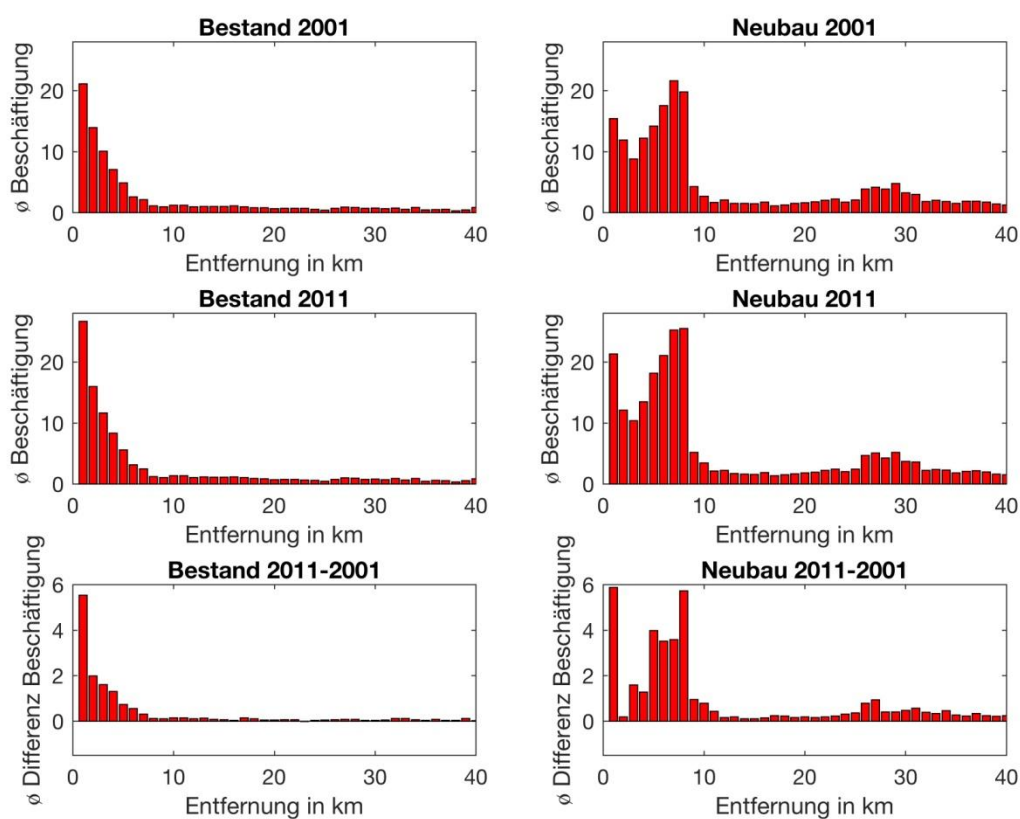 Bestand 2001
ø Beschäftigung
20
10
0
0 10 20 30 40
Entfernung in km
Neubau 2001
ø Beschäftigung
20
10
0
0 10 20 30 40
Entfernung in km
Bestand 2011
ø Beschäftigung
20
10
0
0 10 20 30 40
Entfernung in km
Neubau 2011
ø Beschäftigung
20
10
0
0 10 20 30 40
Entfernung in km
Bestand 2011-2001
ø Differenz Beschäftigung
6
4
2
0
0 10 20 30 40
Entfernung in km
Neubau 2011-2001
ø Differenz Beschäftigung
6
4
2
0
0 10 20 30 40
Entfernung in km